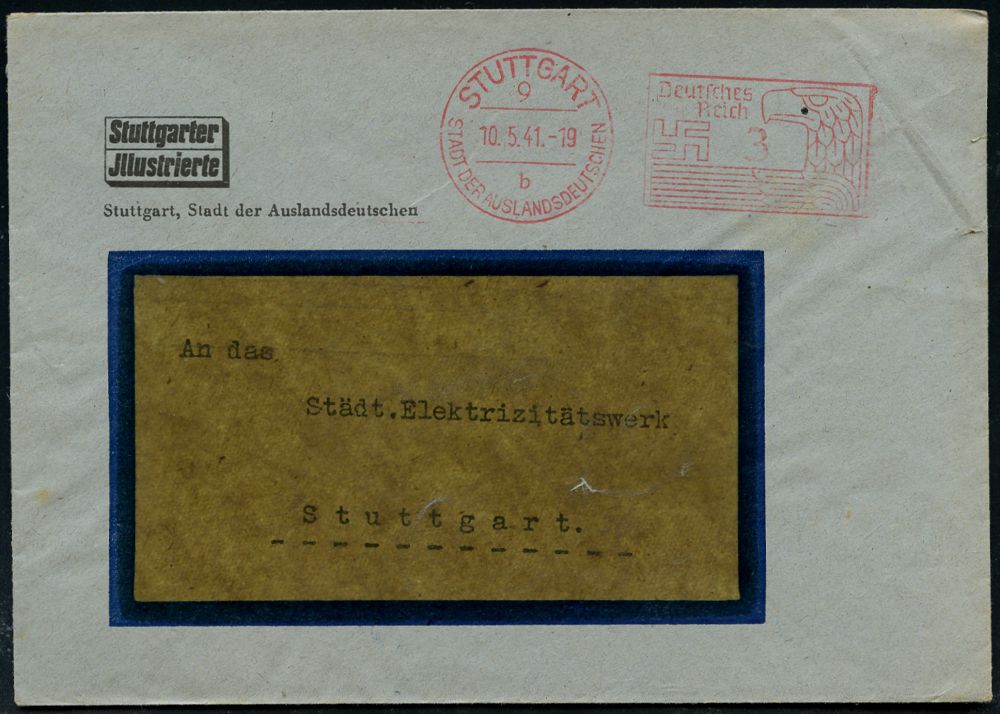 Stuttgarter
Jllustrierte
Stuttgart, Stadt der Auslandsdeutschen
STUTTGART
9
10.5.41.-19
b
STADT DER AUSLANDSDEUTSCHEN
Deutsches
Reich
3
An das
Städt.Elektrizitätswerk
Stuttgart.